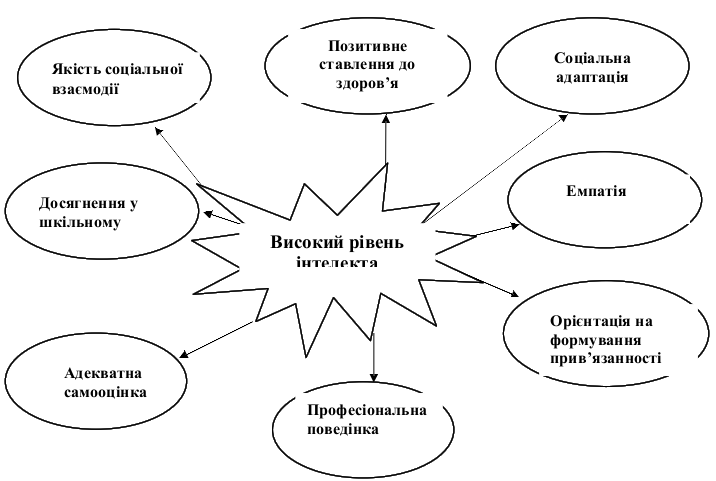 Якість соціальної
взаємодії
Позитивне
ставлення до
здоров’я
Соціальна
адаптація
Досягнення у
шкільному
Емпатія
Високий рівень
інтелекта
Орієнтація на
формування
прив’язанності
Адекватна
самооцінка
Професіональна
поведінка